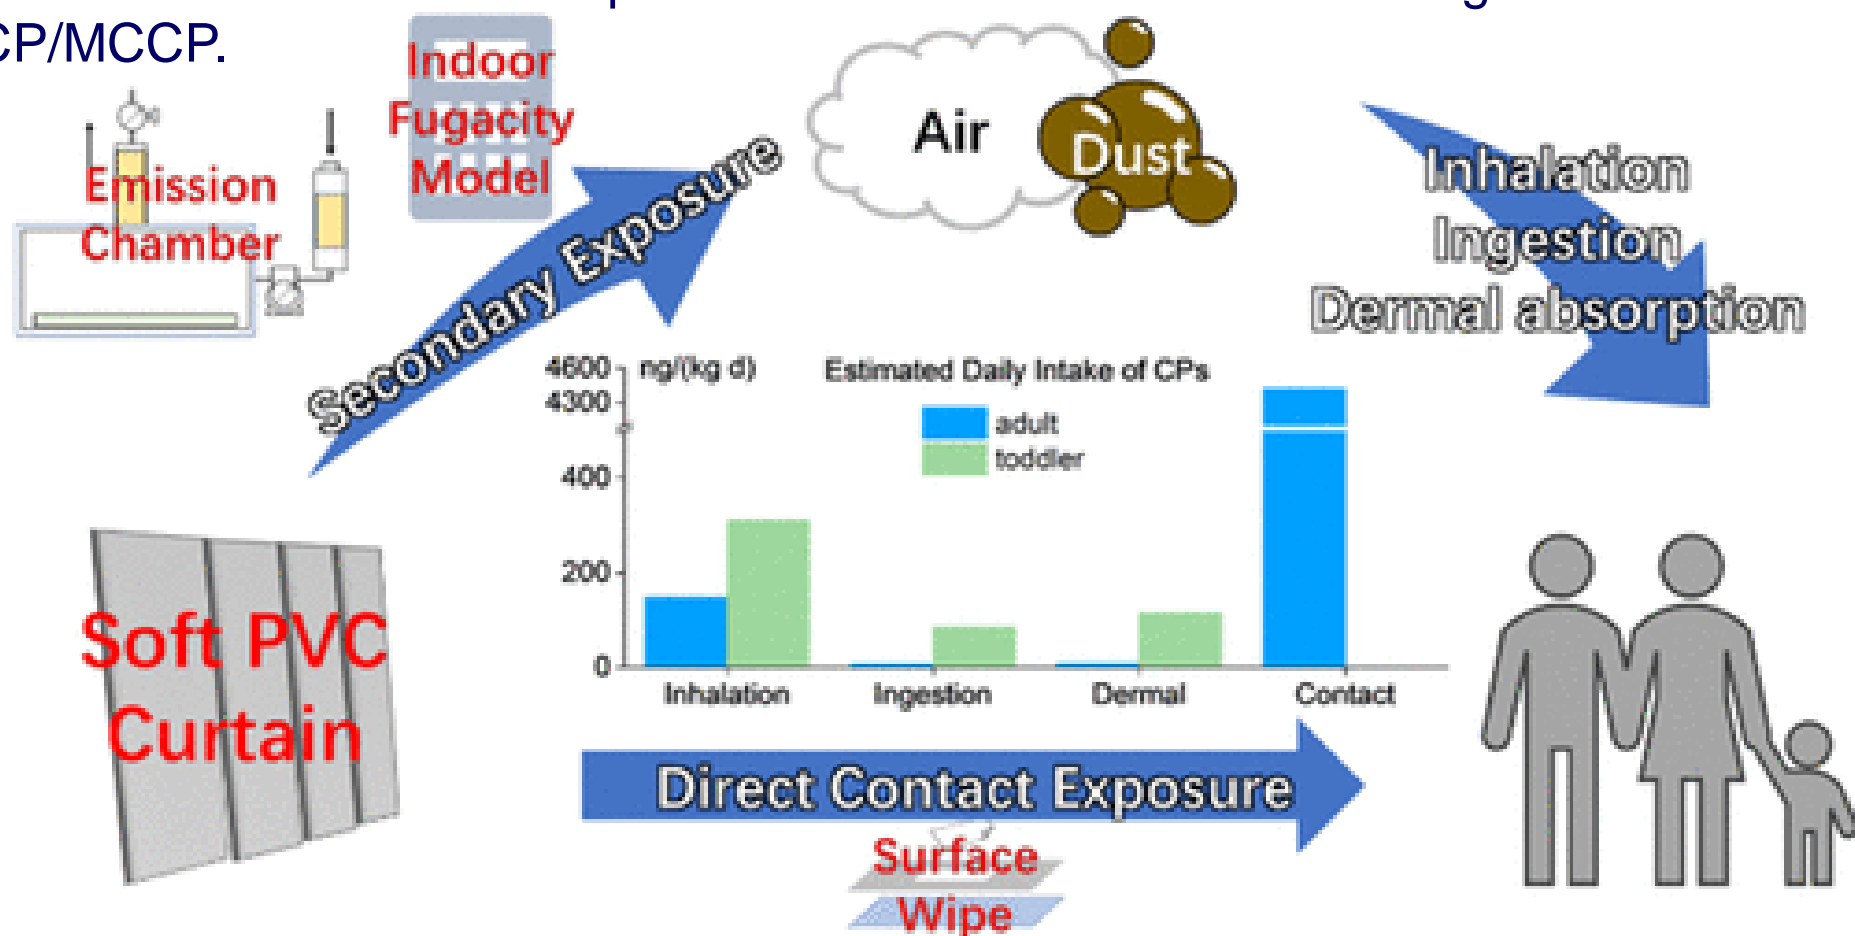 CP/MCCP.
Indoor
Fugacity
Model
Emission
Chamber
Air
Dust
Secondary Exposure
Inhalation
Ingestion
Dermal absorption
4600
ng/(kg d)
Estimated Daily Intake of CPs
4300
adult
toddler
400
200
0
Inhalation
Ingestion
Dermal
Contact
Soft PVC
Curtain
Direct Contact Exposure
Surface
Wipe